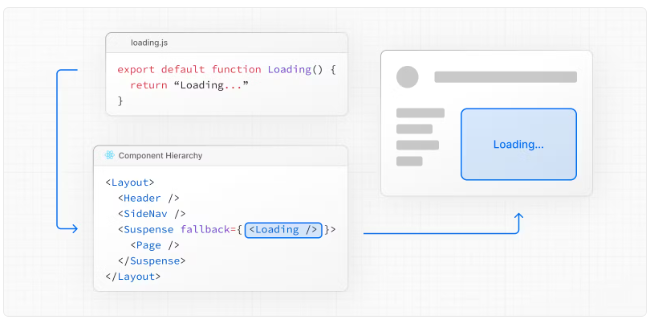 loading.js
export default function Loading() {
return “Loading...”
}
Component Hierarchy
<Layout>
<Header />
<SideNav />
<Suspense fallback={ <Loading /> }>
<Page />
</Suspense>
</Layout>
Loading...